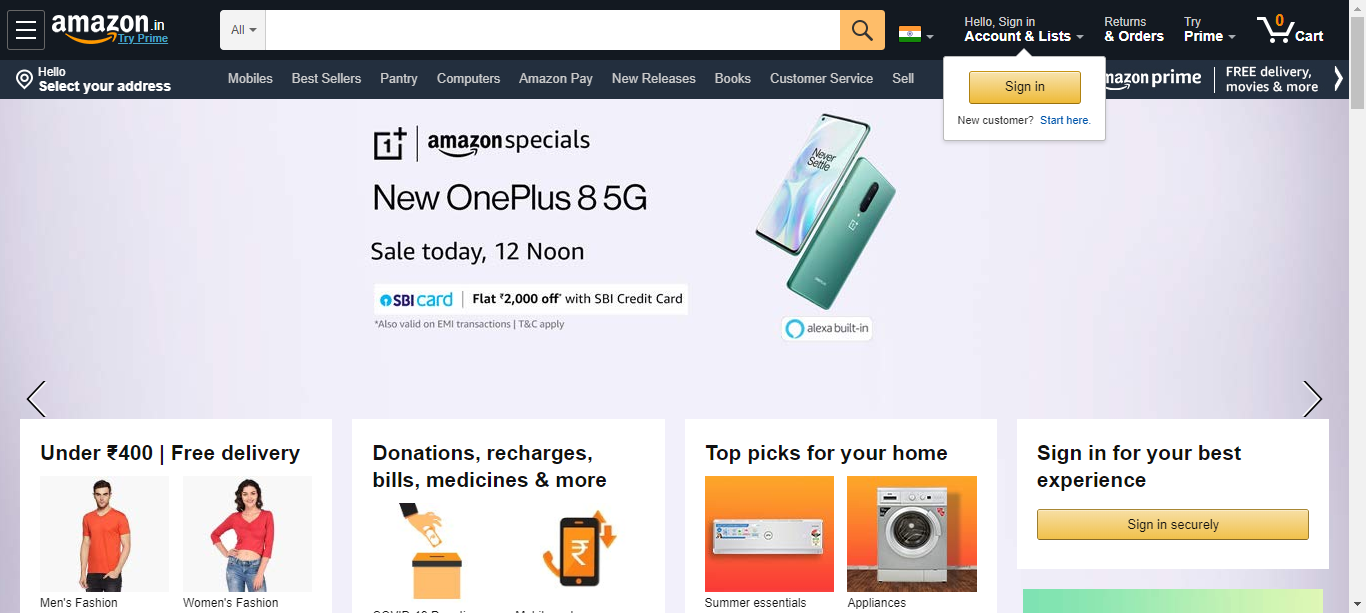 amazon.in
Try Prime
All
Hello, Sign in
Account & Lists
Returns
& Orders
Try
Prime
0
Cart
Hello
Select your address
Mobiles
Best Sellers
Pantry
Computers
Amazon Pay
New Releases
Books
Customer Service
Sell
mazon prime
FREE delivery,
movies & more
Sign in
New customer? Start here.
1+ | amazon specials
New OnePlus 8 5G
Sale today, 12 Noon
SBI card | Flat ₹2,000 off* with SBI Credit Card
*Also valid on EMI transactions | T&C apply
Never
Settle
alexa built-in
Under ₹400 | Free delivery
Men's Fashion
Women's Fashion
Donations, recharges,
bills, medicines & more
₹
Top picks for your home
Summer essentials
Appliances
Sign in for your best
experience
Sign in securely